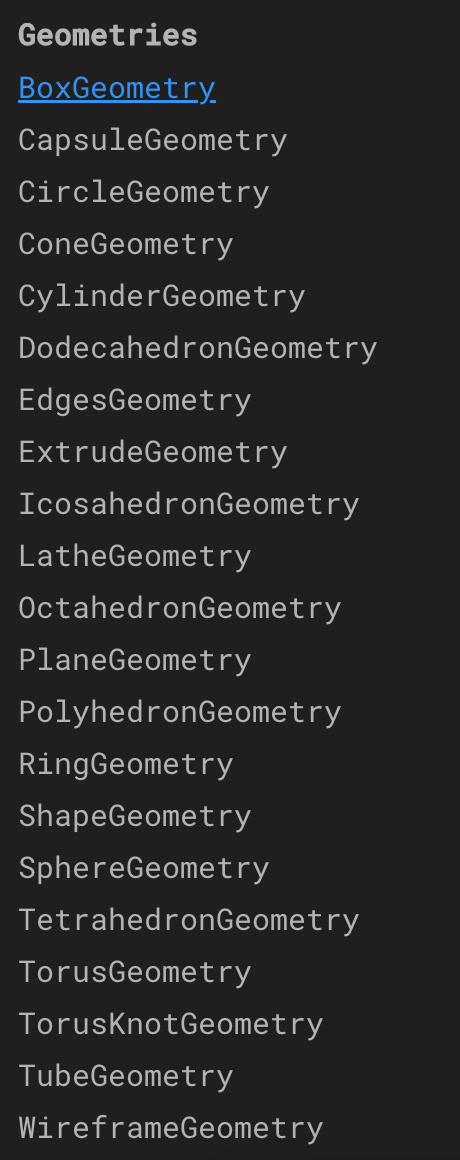 Geometries
BoxGeometry
CapsuleGeometry
CircleGeometry
ConeGeometry
CylinderGeometry
DodecahedronGeometry
EdgesGeometry
ExtrudeGeometry
IcosahedronGeometry
LatheGeometry
OctahedronGeometry
PlaneGeometry
PolyhedronGeometry
RingGeometry
ShapeGeometry
SphereGeometry
TetrahedronGeometry
TorusGeometry
TorusKnotGeometry
TubeGeometry
WireframeGeometry